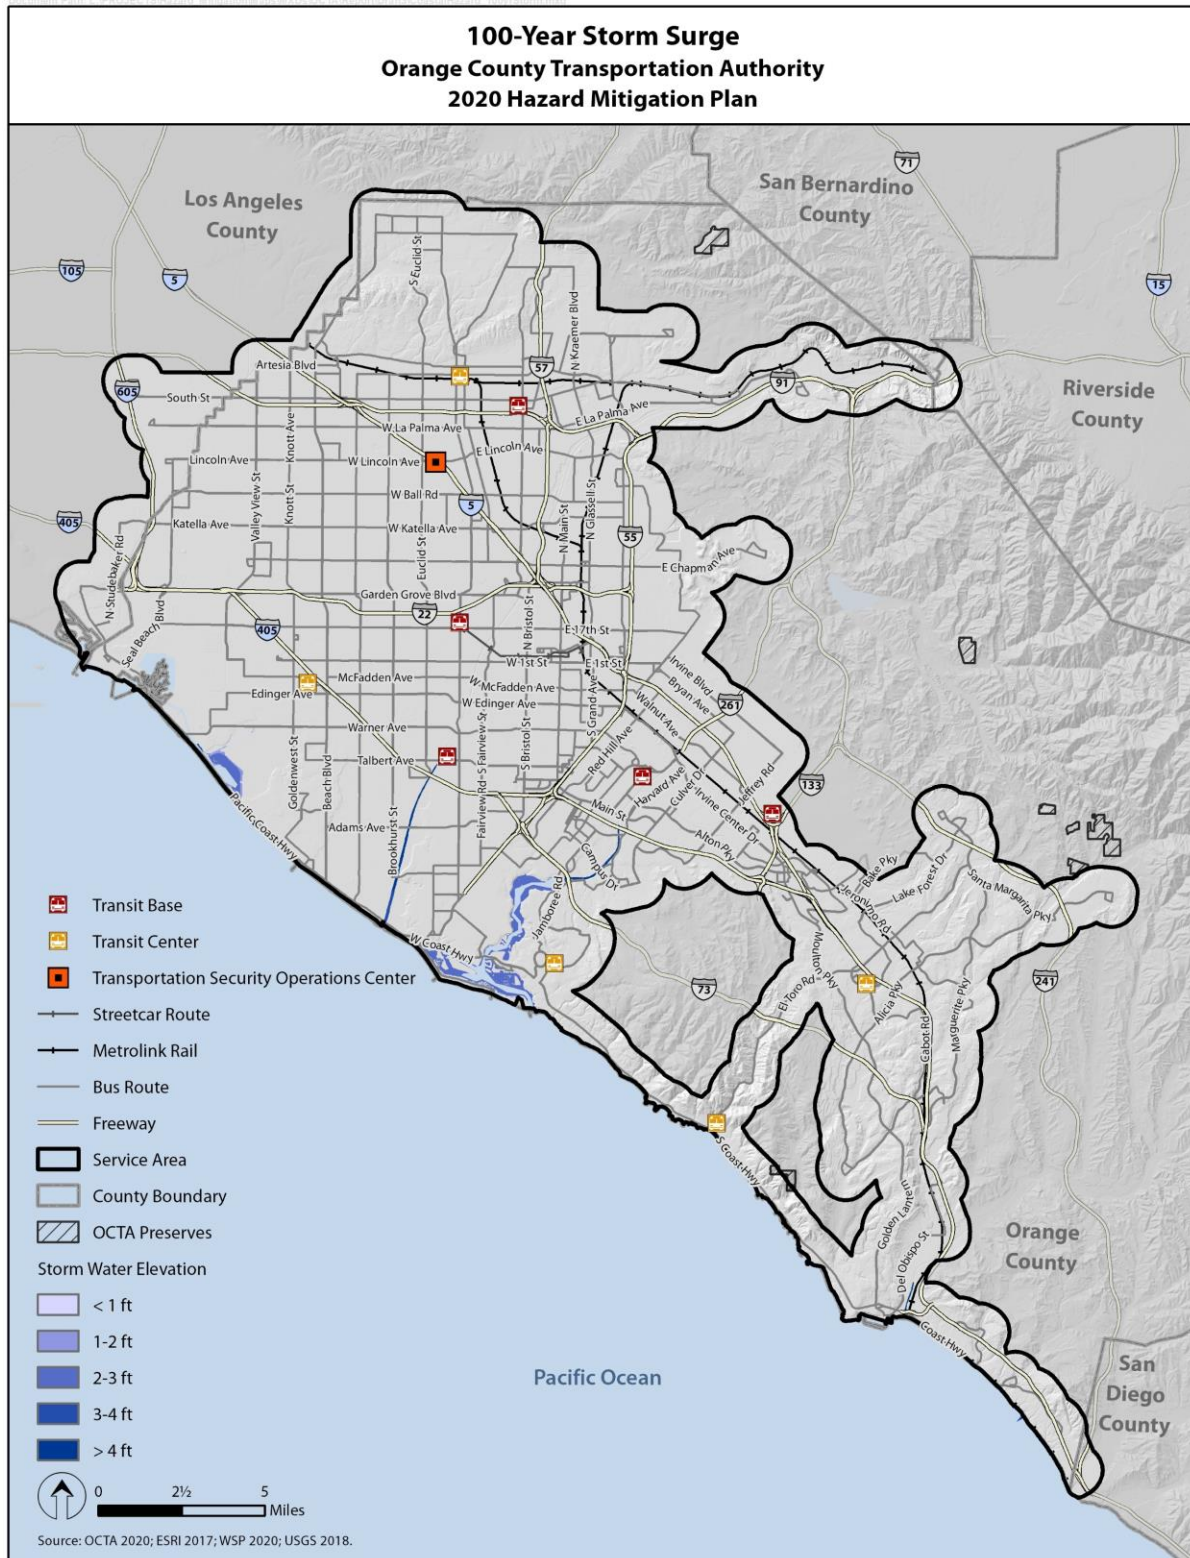 100-Year Storm Surge
Orange County Transportation Authority
2020 Hazard Mitigation Plan
71
San Bernardino
County
Los Angeles
County
105
5
15
S Euclid St
N Kraemer Blvd
57
91
Artesia Blvd
605
South St
Riverside
County
E La Palma Ave
W La Palma Ave
Knott Ave
E Lincoln Ave
Lincoln Ave
W Lincoln Ave
Valley View St
Knott St
W Ball Rd
5
N Main St
N Glassell St
405
Katella Ave
W Katella Ave
55
Euclid St
E Chapman Ave
N Studebaker Rd
Garden Grove Blvd
22
Seal Beach Blvd
405
N Bristol St
E 17th St
W 1st St
E 1st St
McFadden Ave
W McFadden Ave
Irvine Blvd
Bryan Ave
Edinger Ave
W Edinger Ave
S Grand Ave
Walnut Ave
261
Warner Ave
Goldenwest St
Beach Blvd
Talbert Ave
S Fairview St
S Bristol St
Red Hill Ave
Harvard Ave
Culver Dr
Jeffrey Rd
133
Pacific Coast Hwy
Fairview Rd
Main St
Irvine Center Dr
Adams Ave
Brookhurst St
Alton Pky
Campus Dr
Bake Pky
Lake Forest Dr
Santa Margarita Pky
Jeronimo Rd
Jamboree Rd
W Coast Hwy
Moulton Pky
El Toro Rd
73
Alicia Pky
Marguerite Pky
241
Cabot Rd
S Coast Hwy
Golden Lantern
Del Obispo St
Orange
County
Coast Hwy
San
Diego
County
Pacific Ocean
Transit Base
Transit Center
Transportation Security Operations Center
Streetcar Route
Metrolink Rail
Bus Route
Freeway
Service Area
County Boundary
OCTA Preserves
Storm Water Elevation
< 1 ft
1-2 ft
2-3 ft
3-4 ft
> 4 ft
0 2½ 5
Miles
Source: OCTA 2020; ESRI 2017; WSP 2020; USGS 2018.